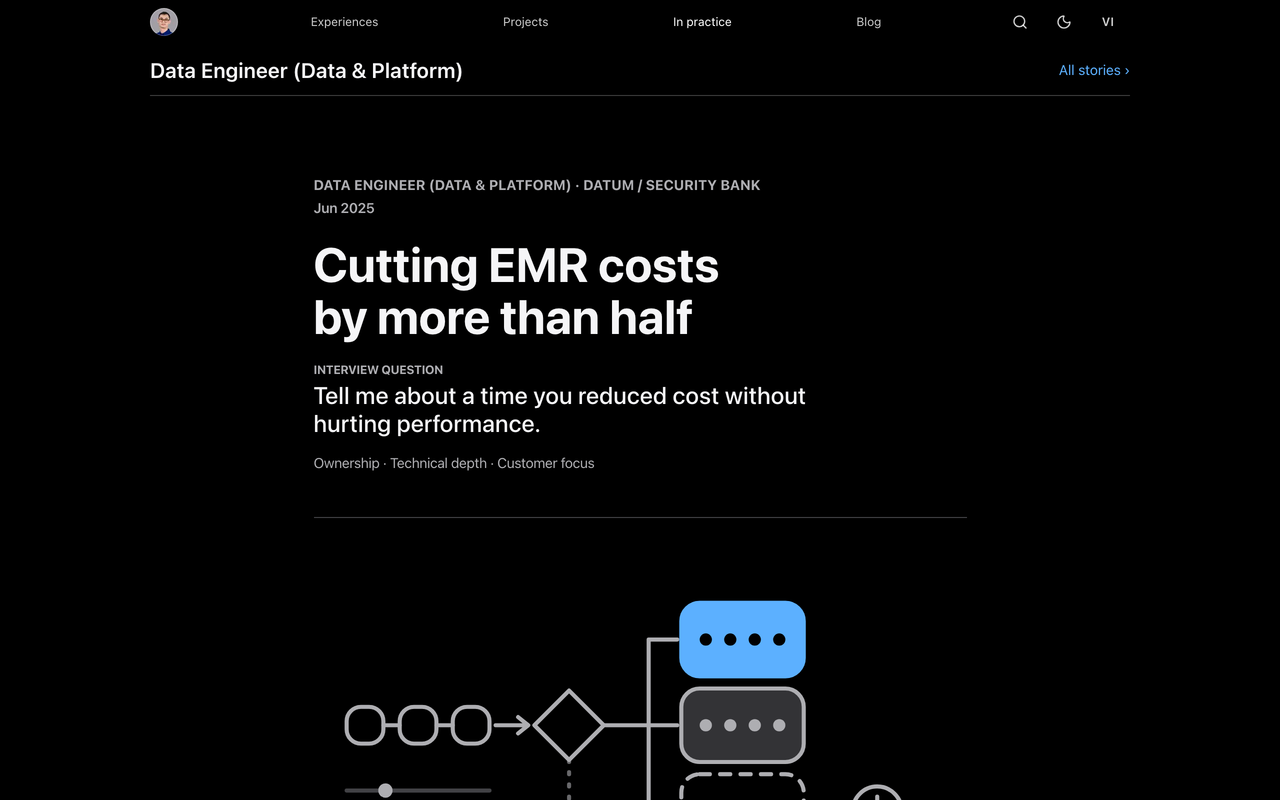 Experiences
Projects
In practice
Blog
VI
Data Engineer (Data & Platform)
All stories ›
DATA ENGINEER (DATA & PLATFORM) · DATUM / SECURITY BANK
Jun 2025
Cutting EMR costs
by more than half
INTERVIEW QUESTION
Tell me about a time you reduced cost without
hurting performance.
Ownership · Technical depth · Customer focus